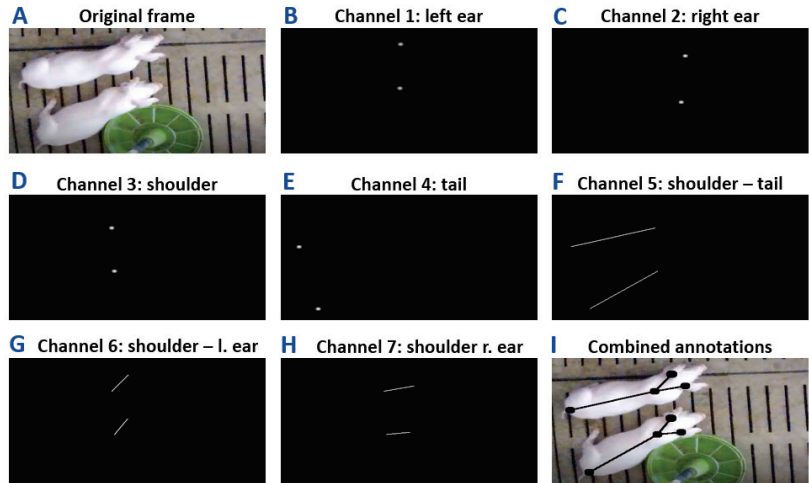 A Original frame
B Channel 1: left ear
C Channel 2: right ear
D Channel 3: shoulder
E Channel 4: tail
F Channel 5: shoulder – tail
G Channel 6: shoulder – l. ear
H Channel 7: shoulder r. ear
I Combined annotations